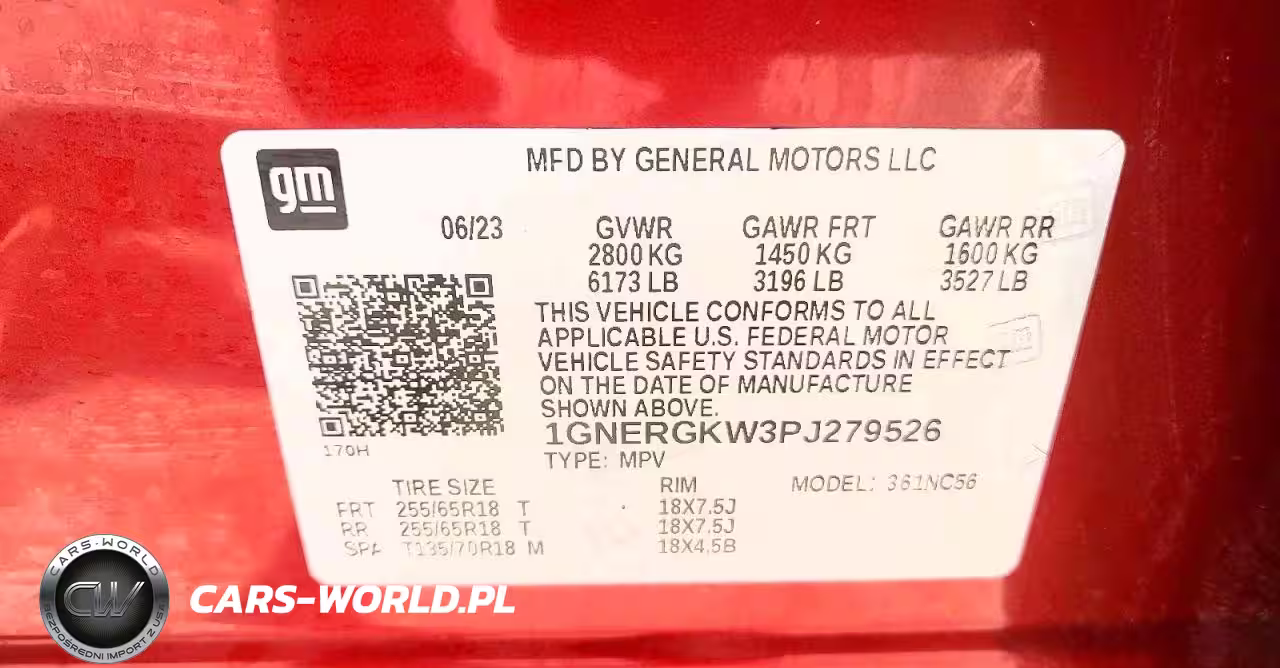 gm
MFD BY GENERAL MOTORS LLC
06/23 GVWR GAWR FRT GAWR RR
2800 KG 1450 KG 1600 KG
6173 LB 3196 LB 3527 LB
THIS VEHICLE CONFORMS TO ALL
APPLICABLE U.S. FEDERAL MOTOR
VEHICLE SAFETY STANDARDS IN EFFECT
ON THE DATE OF MANUFACTURE
SHOWN ABOVE.
1GNERGKW3PJ279526
170H
TYPE: MPV
TIRE SIZE RIM MODEL: 361NC56
FRT 255/65R18 T 18X7.5J
RR 255/65R18 T 18X7.5J
SPA T135/70R18 M 18X4.5B
CARS-WORLD
CW
BEZPOŚREDNI IMPORT Z USA
CARS-WORLD.PL